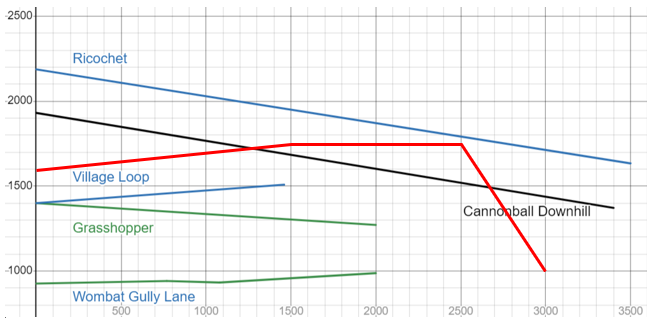 2500
Ricochet
2000
Village Loop
1500
Cannonball Downhill
Grasshopper
1000
Wombat Gully Lane
500 1000 1500 2000 2500 3000 3500